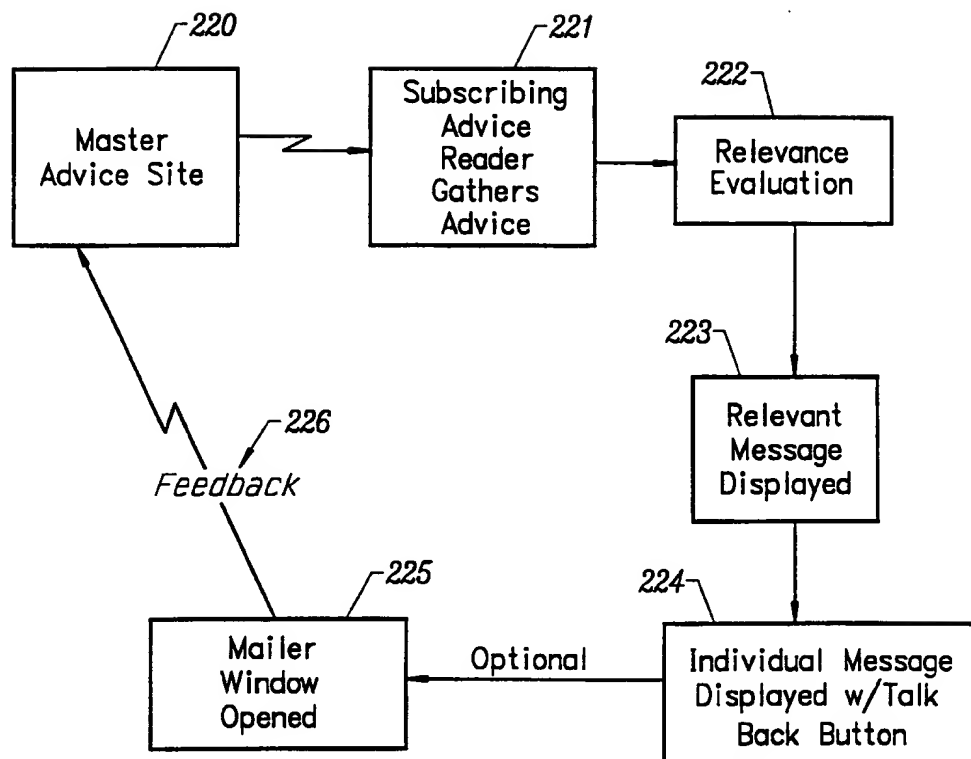 220
Master
Advice Site
221
Subscribing
Advice
Reader
Gathers
Advice
222
Relevance
Evaluation
223
Relevant
Message
Displayed
224
Individual Message
Displayed w/Talk
Back Button
Optional
225
Mailer
Window
Opened
226
Feedback